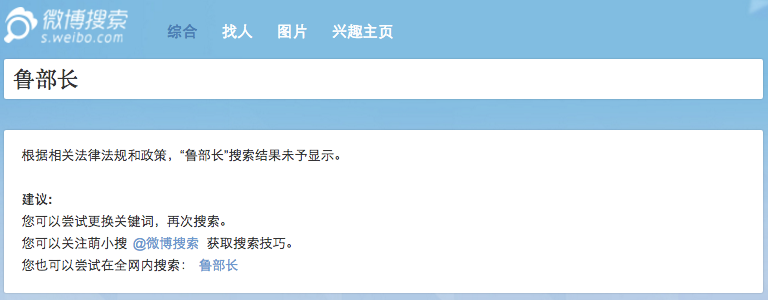 微博搜索
s.weibo.com
综合 找人 图片 兴趣主页
鲁部长
根据相关法律法规和政策，“鲁部长”搜索结果未予显示。
建议:
您可以尝试更换关键词，再次搜索。
您可以关注萌小搜 @微博搜索 获取搜索技巧。
您也可以尝试在全网内搜索： 鲁部长